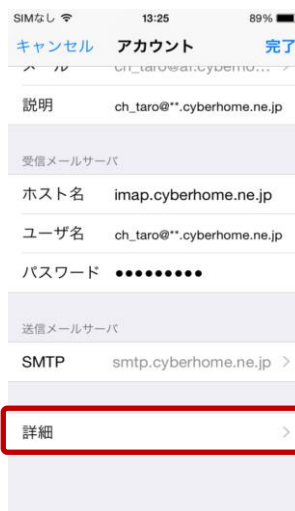 SIMなし 13:25 89%
キャンセル アカウント 完了
メール
説明 ch_taro@**.cyberhome.ne.jp
受信メールサーバ
ホスト名 imap.cyberhome.ne.jp
ユーザ名 ch_taro@**.cyberhome.ne.jp
パスワード ●●●●●●●●●
送信メールサーバ
SMTP smtp.cyberhome.ne.jp >
詳細 >